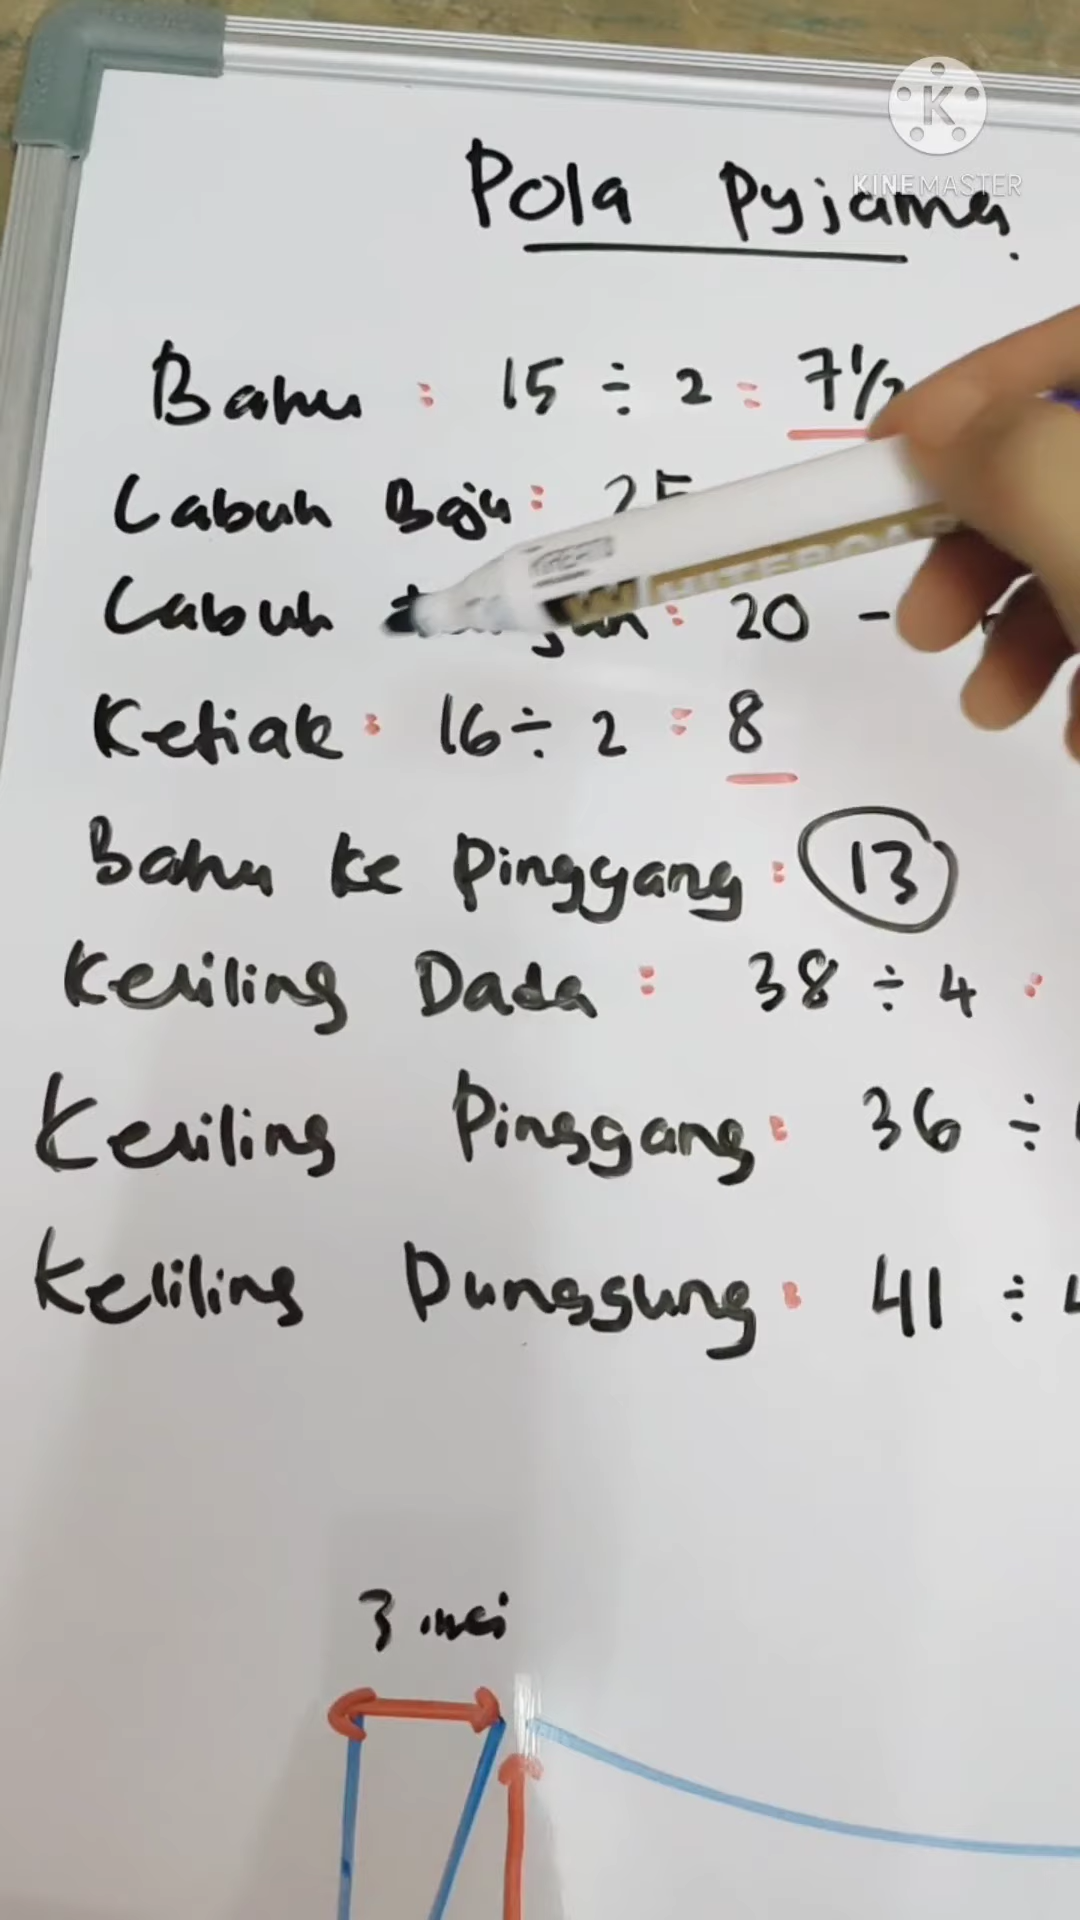 KINEMASTER
Pola Pyjama
Bahu : 15 ÷ 2 = 7½
Labuh Baju : 25
Labuh : 20 -
Ketiak : 16 ÷ 2 = 8
Bahu ke Pinggang : 13
Keliling Dada : 38 ÷ 4 =
Keliling Pinggang : 36 ÷
Keliling Punggung : 41 ÷ 4
3 inci